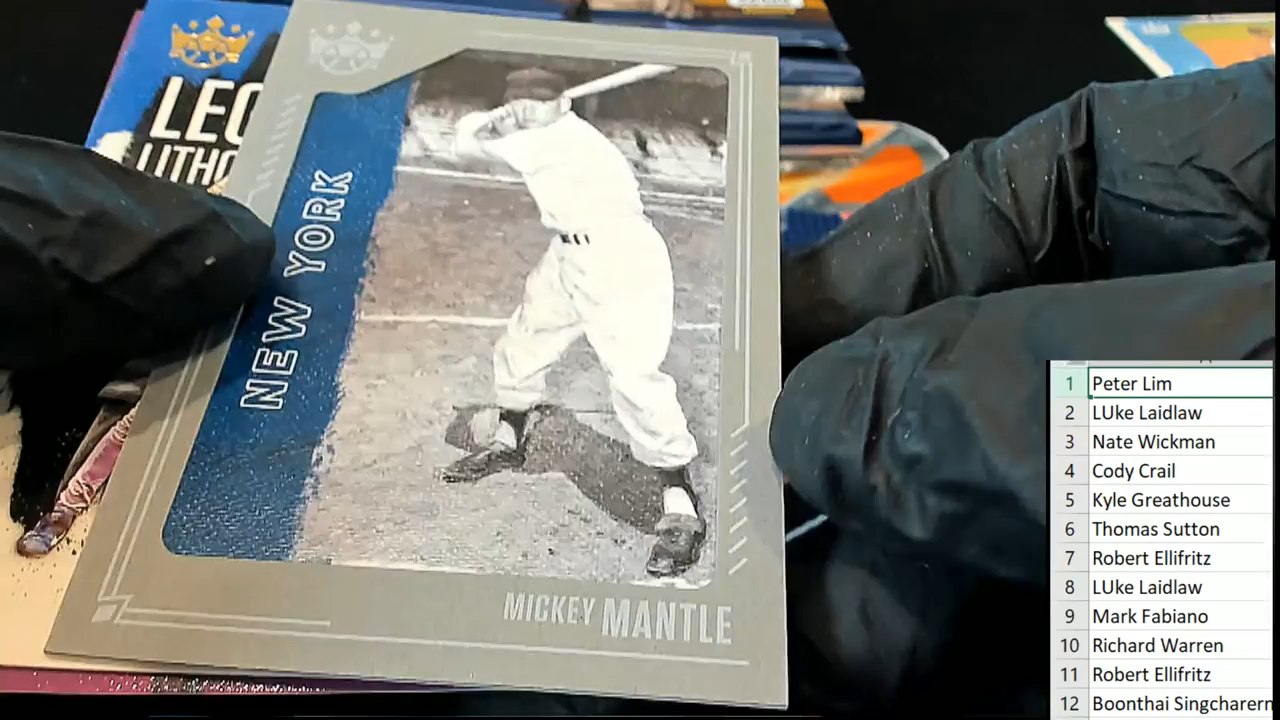 NEW YORK
MICKEY MANTLE
1 Peter Lim
2 LUke Laidlaw
3 Nate Wickman
4 Cody Crail
5 Kyle Greathouse
6 Thomas Sutton
7 Robert Ellifritz
8 LUke Laidlaw
9 Mark Fabiano
10 Richard Warren
11 Robert Ellifritz
12 Boonthai Singcharern